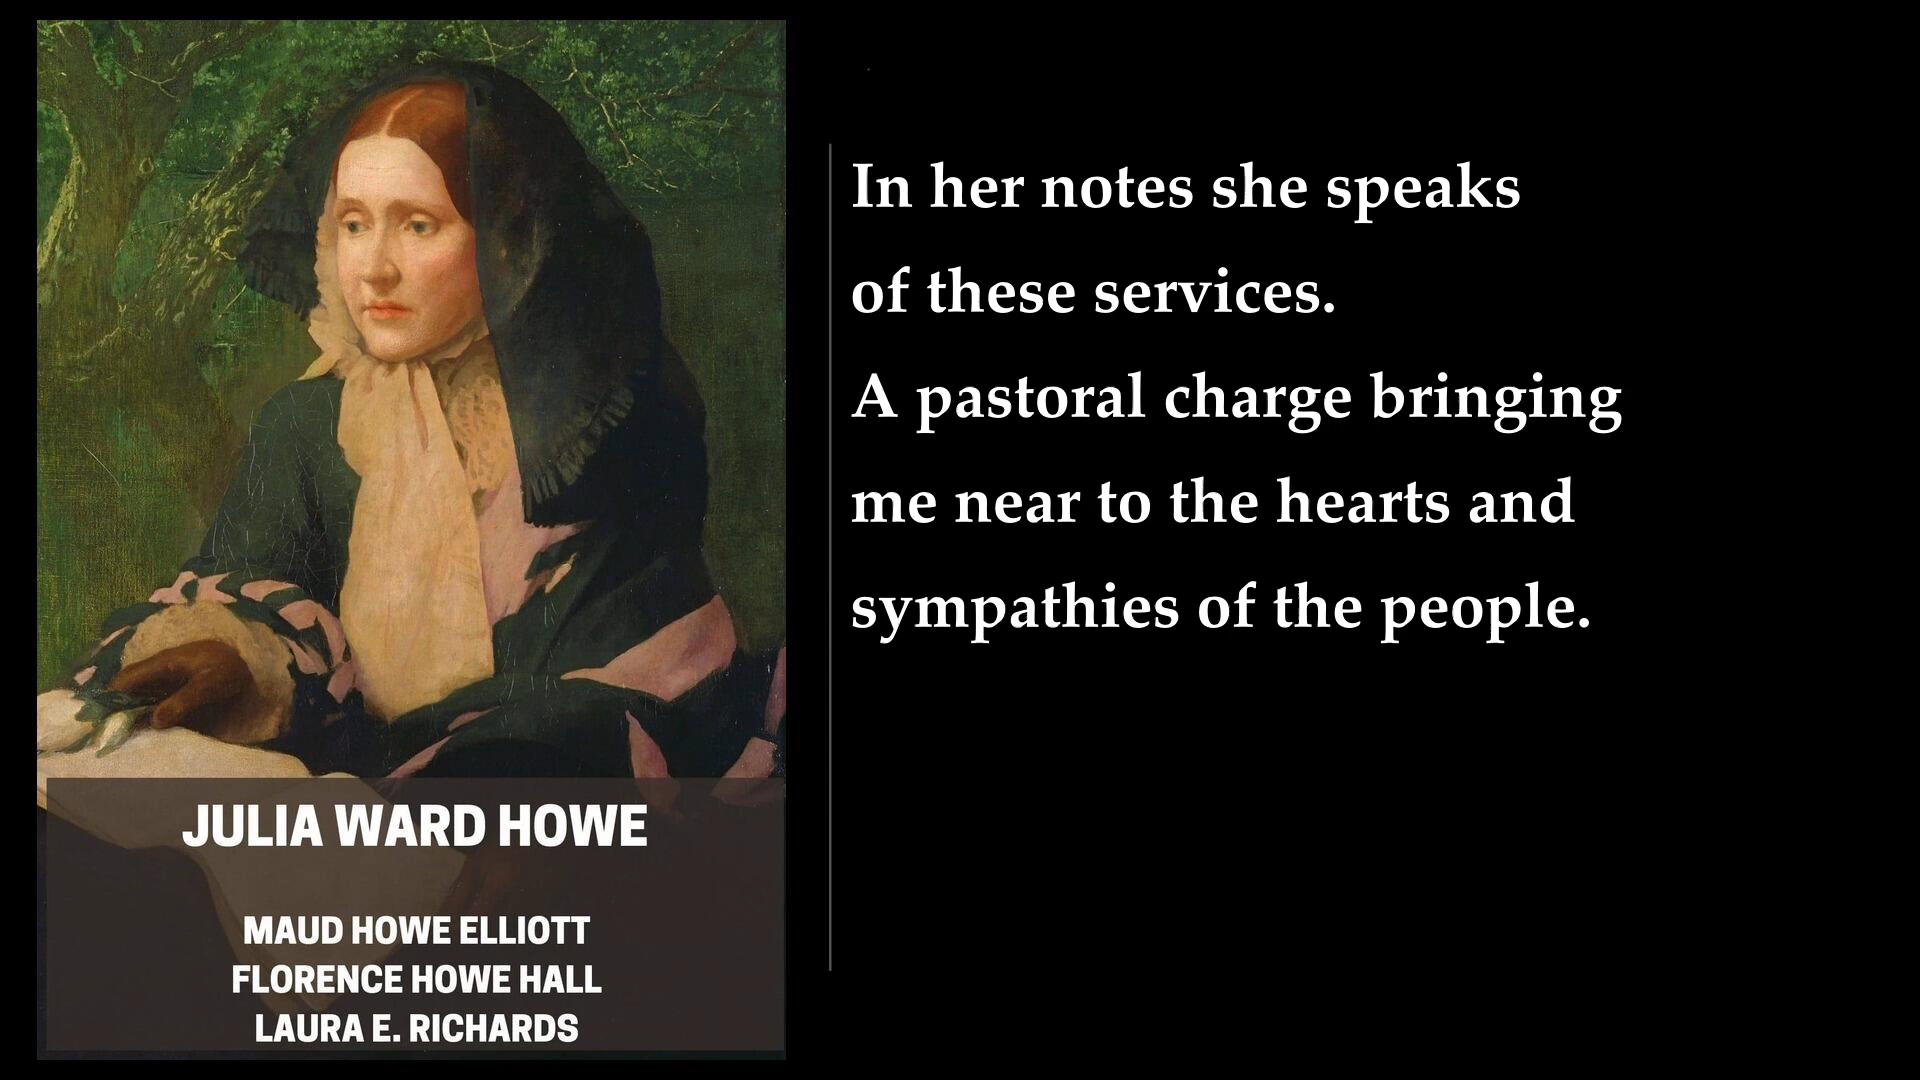 In her notes she speaks
of these services.
A pastoral charge bringing
me near to the hearts and
sympathies of the people.
JULIA WARD HOWE
MAUD HOWE ELLIOTT
FLORENCE HOWE HALL
LAURA E. RICHARDS